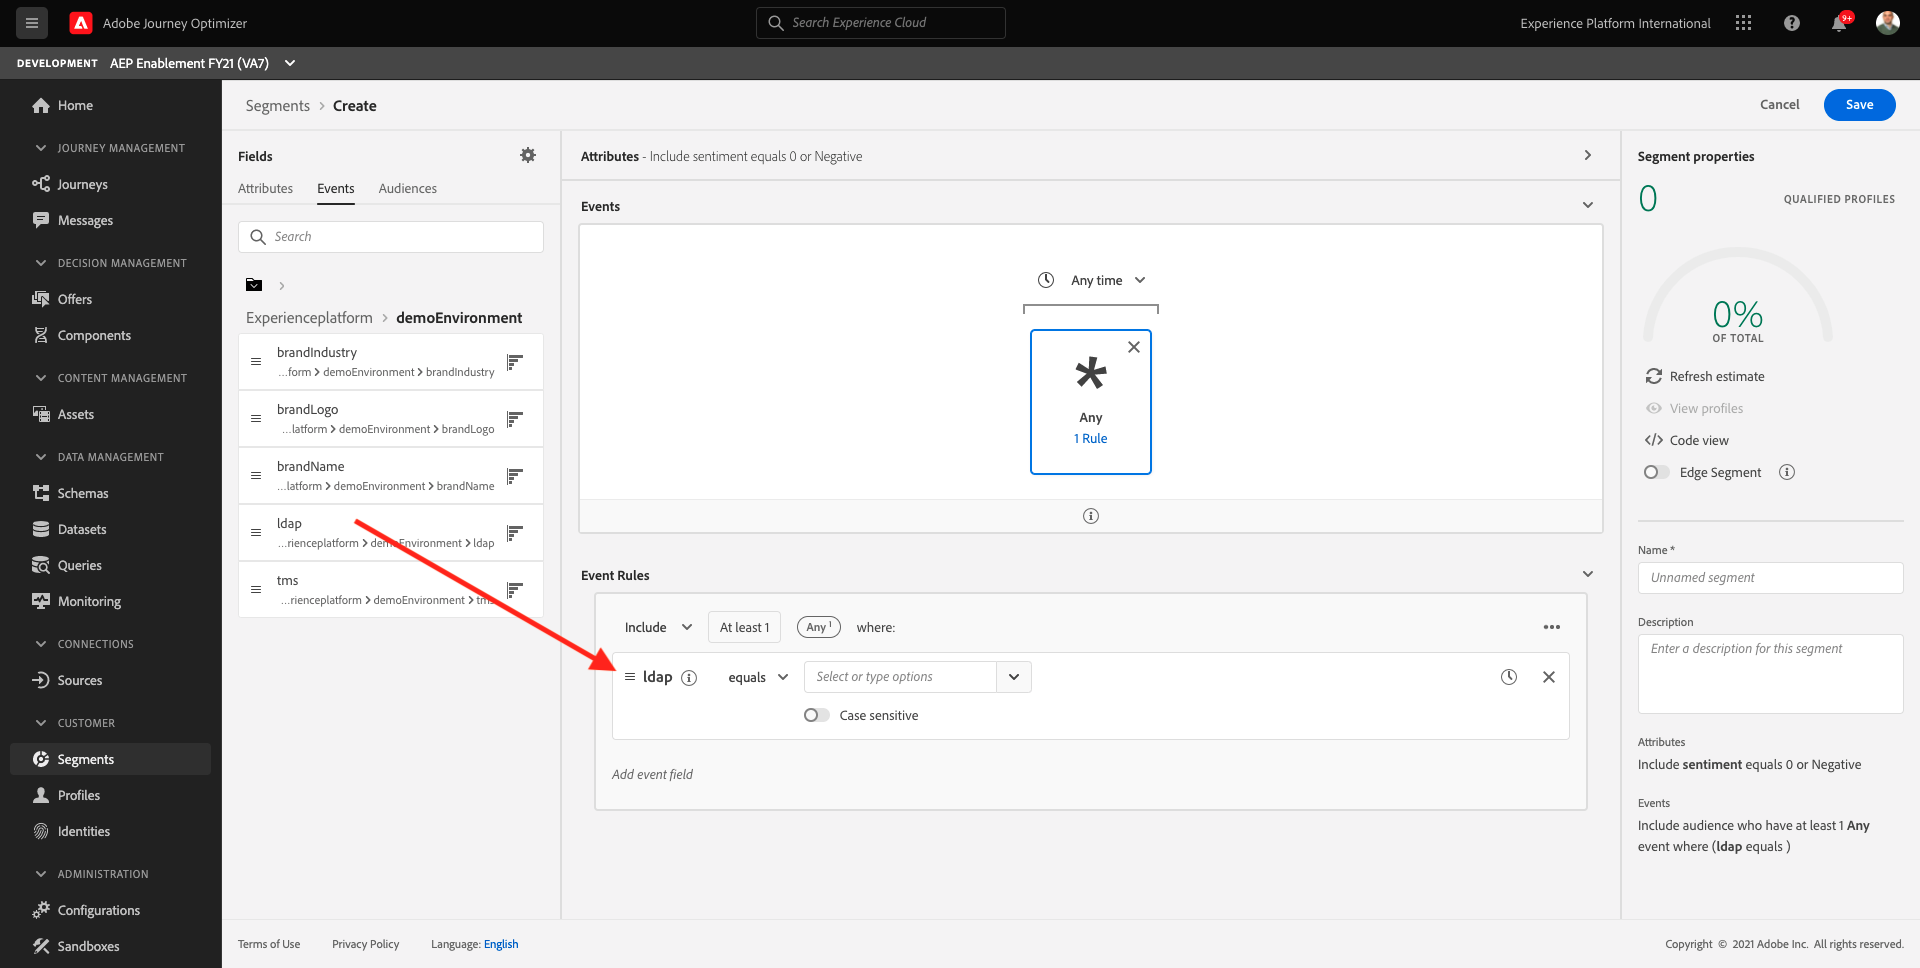 Adobe Journey Optimizer
Search Experience Cloud
Experience Platform International
9+
DEVELOPMENT AEP Enablement FY21 (VA7)
Home
JOURNEY MANAGEMENT
Journeys
Messages
DECISION MANAGEMENT
Offers
Components
CONTENT MANAGEMENT
Assets
DATA MANAGEMENT
Schemas
Datasets
Queries
Monitoring
CONNECTIONS
Sources
CUSTOMER
Segments
Profiles
Identities
ADMINISTRATION
Configurations
Sandboxes
Segments > Create
Cancel
Save
Fields
Attributes Events Audiences
Search
Experienceplatform > demoEnvironment
brandIndustry
...form > demoEnvironment > brandIndustry
brandLogo
...latform > demoEnvironment > brandLogo
brandName
...latform > demoEnvironment > brandName
ldap
...rienceplatform > demoEnvironment > ldap
tms
...rienceplatform > demoEnvironment > tms
Attributes - Include sentiment equals 0 or Negative
Events
Any time
Any
1 Rule
Event Rules
Include At least 1 Any 1 where:
ldap equals Select or type options
Case sensitive
Add event field
Segment properties
0 QUALIFIED PROFILES
0%
OF TOTAL
Refresh estimate
View profiles
</> Code view
Edge Segment
Name *
Unnamed segment
Description
Enter a description for this segment
Attributes
Include sentiment equals 0 or Negative
Events
Include audience who have at least 1 Any
event where (ldap equals )
Terms of Use Privacy Policy Language: English
Copyright © 2021 Adobe Inc. All rights reserved.